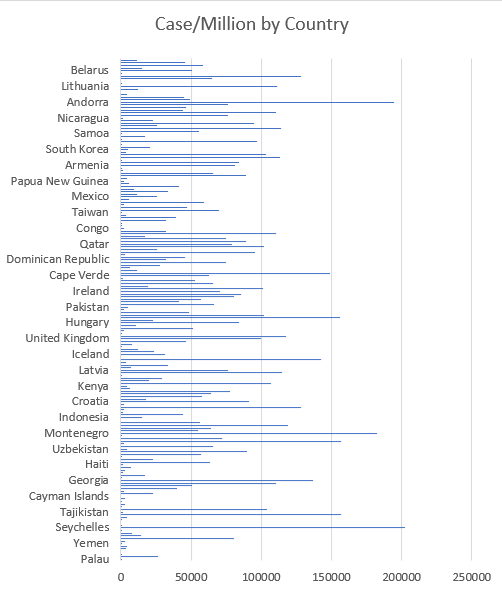 Case/Million by Country
Belarus
Lithuania
Andorra
Nicaragua
Samoa
South Korea
Armenia
Papua New Guinea
Mexico
Taiwan
Congo
Qatar
Dominican Republic
Cape Verde
Ireland
Pakistan
Hungary
United Kingdom
Iceland
Latvia
Kenya
Croatia
Indonesia
Montenegro
Uzbekistan
Haiti
Georgia
Cayman Islands
Tajikistan
Seychelles
Yemen
Palau
0 50000 100000 150000 200000 250000